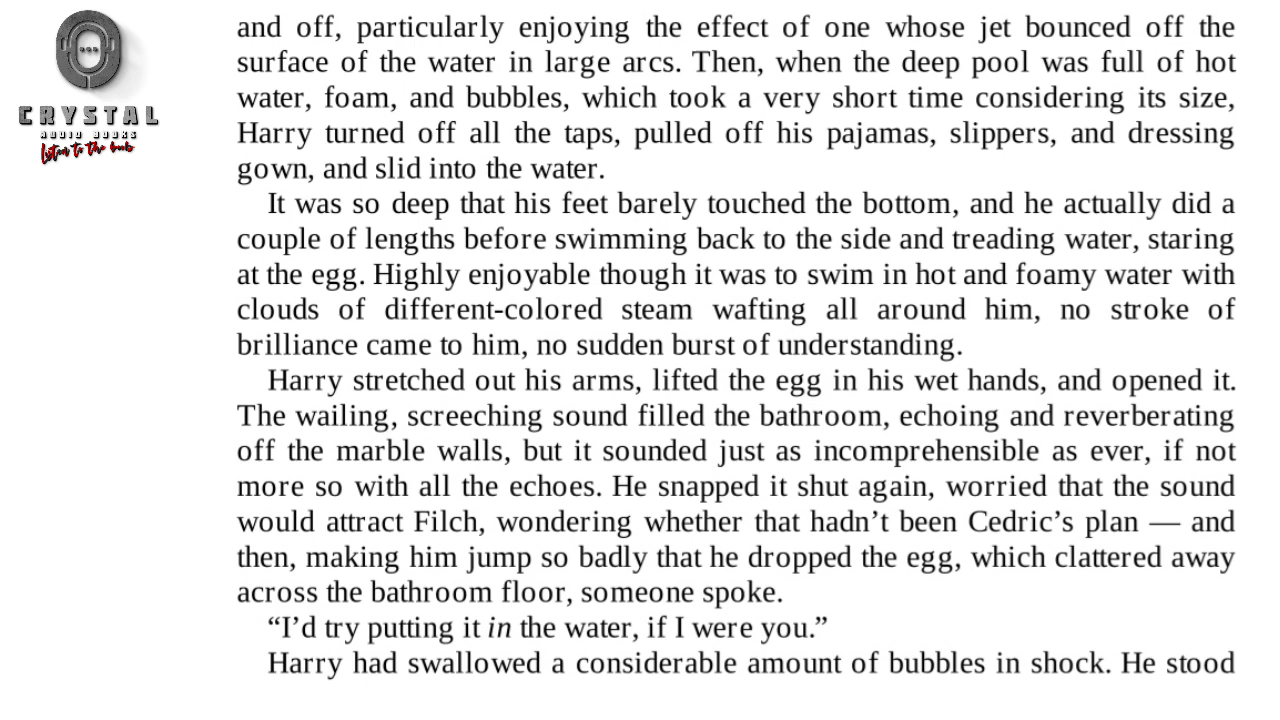 CRYSTAL
AUDIO BOOKS
Listen to the book
and off, particularly enjoying the effect of one whose jet bounced off the
surface of the water in large arcs. Then, when the deep pool was full of hot
water, foam, and bubbles, which took a very short time considering its size,
Harry turned off all the taps, pulled off his pajamas, slippers, and dressing
gown, and slid into the water.
It was so deep that his feet barely touched the bottom, and he actually did a
couple of lengths before swimming back to the side and treading water, staring
at the egg. Highly enjoyable though it was to swim in hot and foamy water with
clouds of different-colored steam wafting all around him, no stroke of
brilliance came to him, no sudden burst of understanding.
Harry stretched out his arms, lifted the egg in his wet hands, and opened it.
The wailing, screeching sound filled the bathroom, echoing and reverberating
off the marble walls, but it sounded just as incomprehensible as ever, if not
more so with all the echoes. He snapped it shut again, worried that the sound
would attract Filch, wondering whether that hadn’t been Cedric’s plan — and
then, making him jump so badly that he dropped the egg, which clattered away
across the bathroom floor, someone spoke.
“I’d try putting it in the water, if I were you.”
Harry had swallowed a considerable amount of bubbles in shock. He stood